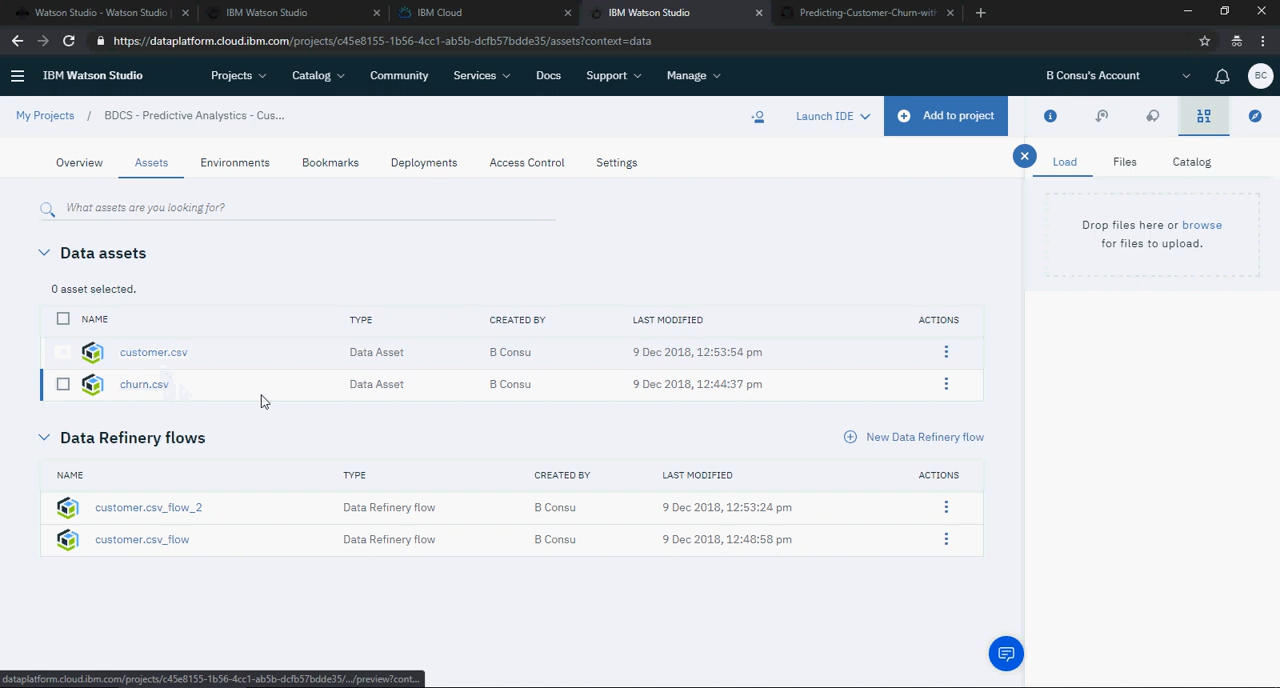 Watson Studio - Watson Studio
IBM Watson Studio
IBM Cloud
IBM Watson Studio
Predicting-Customer-Churn-with
https://dataplatform.cloud.ibm.com/projects/c45e8155-1b56-4cc1-ab5b-dcfb57bdde35/assets?context=data
IBM Watson Studio
Projects
Catalog
Community
Services
Docs
Support
Manage
B Consu's Account
BC
My Projects / BDCS - Predictive Analystics - Cus...
Launch IDE
Add to project
Overview
Assets
Environments
Bookmarks
Deployments
Access Control
Settings
Load
Files
Catalog
What assets are you looking for?
Drop files here or browse
for files to upload.
Data assets
0 asset selected.
NAME TYPE CREATED BY LAST MODIFIED ACTIONS
customer.csv Data Asset B Consu 9 Dec 2018, 12:53:54 pm
churn.csv Data Asset B Consu 9 Dec 2018, 12:44:37 pm
Data Refinery flows
New Data Refinery flow
NAME TYPE CREATED BY LAST MODIFIED ACTIONS
customer.csv_flow_2 Data Refinery flow B Consu 9 Dec 2018, 12:53:24 pm
customer.csv_flow Data Refinery flow B Consu 9 Dec 2018, 12:48:58 pm
dataplatform.cloud.ibm.com/projects/c45e8155-1b56-4cc1-ab5b-dcfb57bdde35/.../preview?cont...